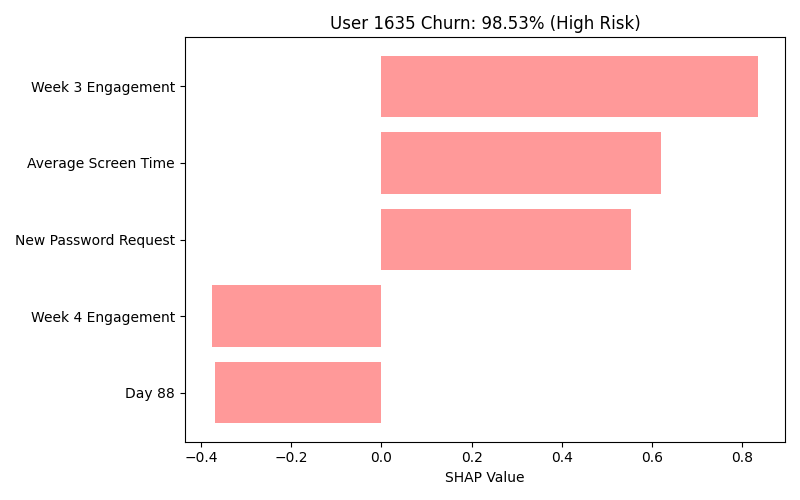 User 1635 Churn: 98.53% (High Risk)
Week 3 Engagement
Average Screen Time
New Password Request
Week 4 Engagement
Day 88
−0.4 −0.2 0.0 0.2 0.4 0.6 0.8
SHAP Value